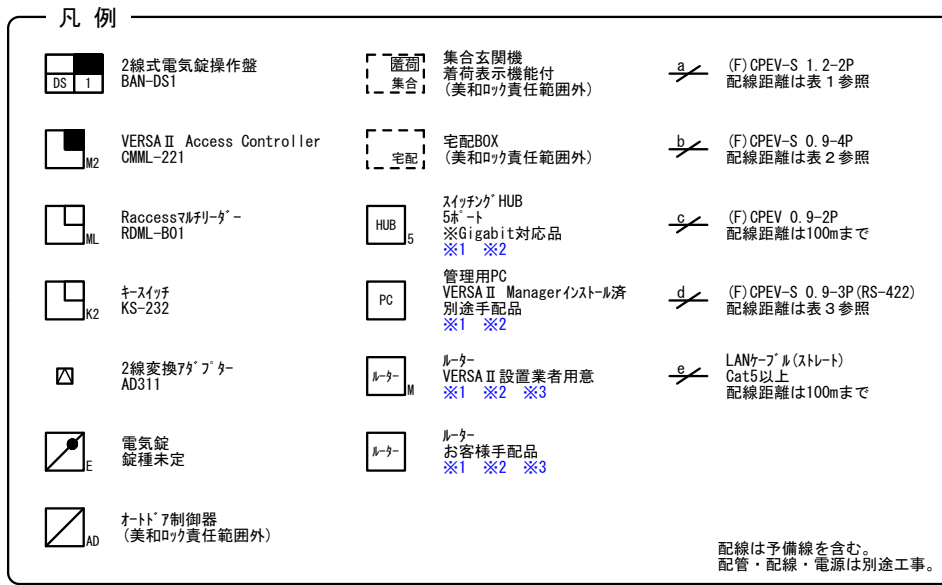 凡 例
DS 1
2線式電気錠操作盤
BAN-DS1
M2
VERSAⅡ Access Controller
CMML-221
ML
Raccessﾏﾙﾁﾘｰﾀﾞｰ
RDML-B01
K2
ｷｰｽｲｯﾁ
KS-232
2線変換ｱﾀﾞﾌﾟﾀｰ
AD311
E
電気錠
錠種未定
AD
ｵｰﾄﾄﾞｱ制御器
(美和ﾛｯｸ責任範囲外)
着荷
集合
集合玄関機
着荷表示機能付
(美和ﾛｯｸ責任範囲外)
宅配
宅配BOX
(美和ﾛｯｸ責任範囲外)
HUB 5
ｽｲｯﾁﾝｸﾞHUB
5ﾎﾟｰﾄ
※Gigabit対応品
※1 ※2
PC
管理用PC
VERSAⅡ Managerｲﾝｽﾄｰﾙ済
別途手配品
※1 ※2
ﾙｰﾀｰ M
ﾙｰﾀｰ
VERSAⅡ設置業者用意
※1 ※2 ※3
ﾙｰﾀｰ
ﾙｰﾀｰ
お客様手配品
※1 ※2 ※3
a
(F)CPEV-S 1.2-2P
配線距離は表1参照
b
(F)CPEV-S 0.9-4P
配線距離は表2参照
c
(F)CPEV 0.9-2P
配線距離は100mまで
d
(F)CPEV-S 0.9-3P(RS-422)
配線距離は表3参照
e
LANｹｰﾌﾞﾙ(ｽﾄﾚｰﾄ)
Cat5以上
配線距離は100mまで
配線は予備線を含む。
配管・配線・電源は別途工事。